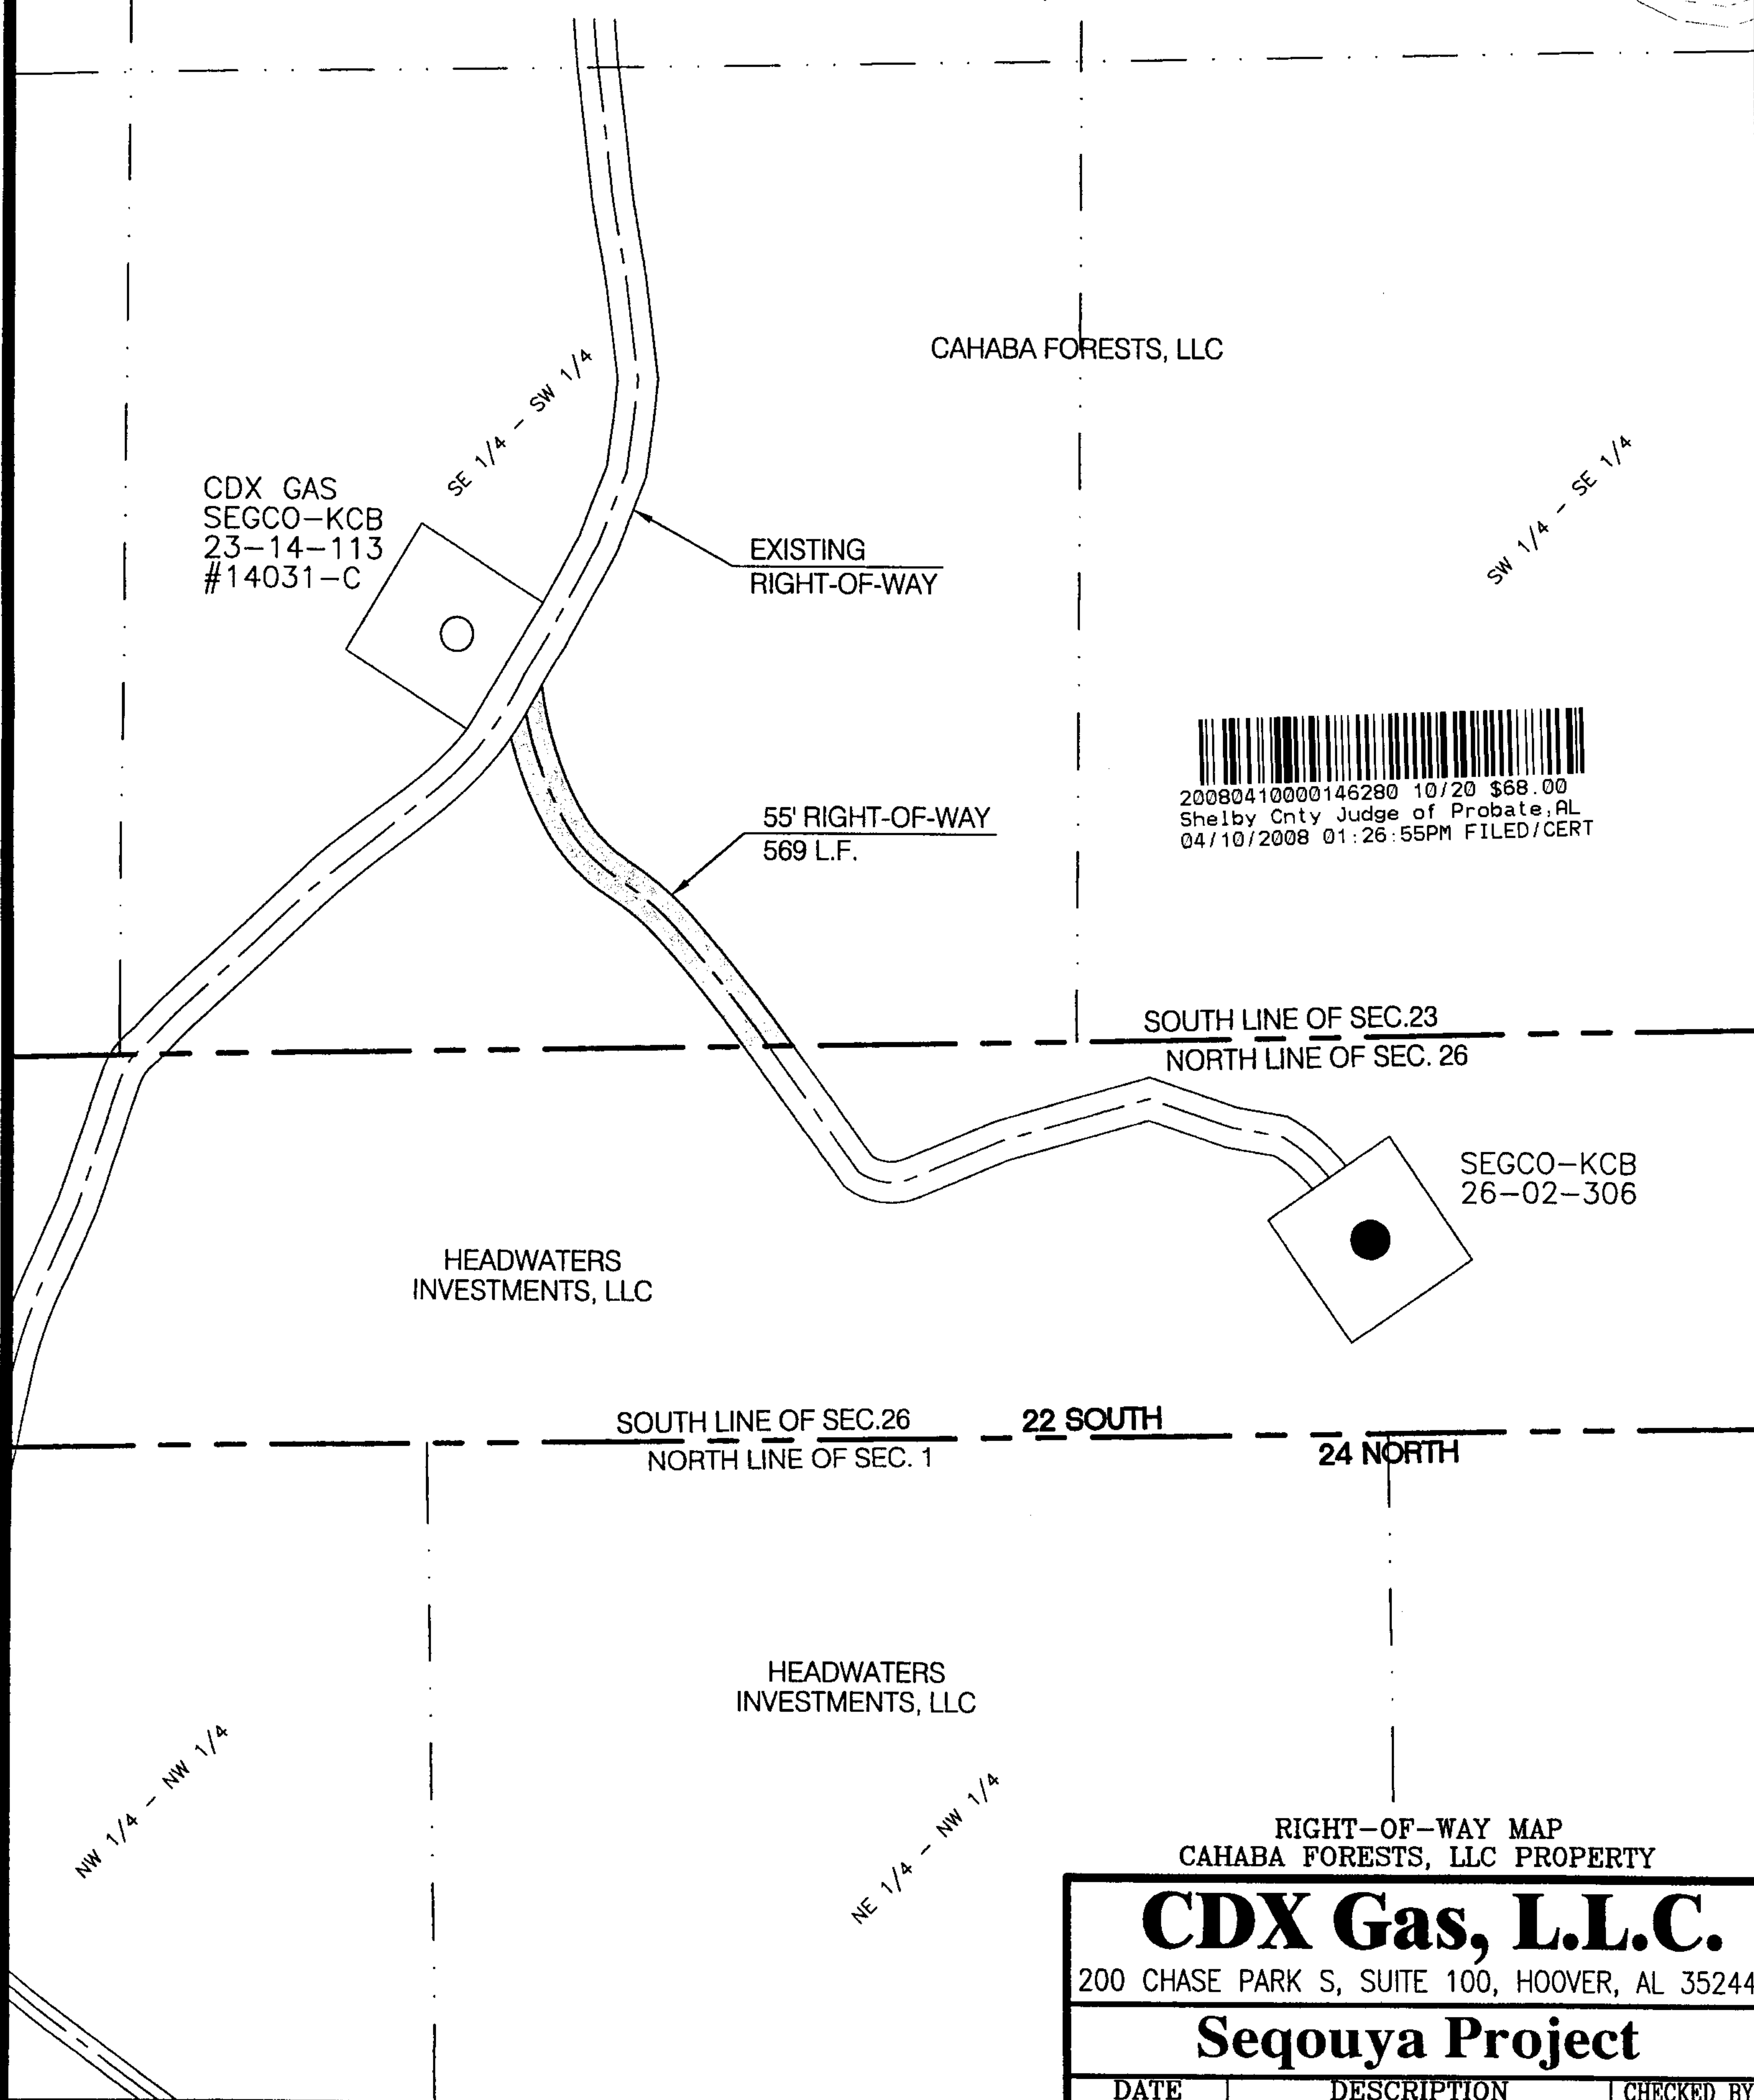 CAHABA FORESTS, LLC
SE 1/4 - SW 1/4
SW 1/4 - SE 1/4
CDX GAS
SEGCO-KCB
23-14-113
#14031-C
EXISTING
RIGHT-OF-WAY
20080410000146280 10/20 $68.00
Shelby Cnty Judge of Probate, AL
04/10/2008 01:26:55PM FILED/CERT
55' RIGHT-OF-WAY
569 L.F.
SOUTH LINE OF SEC.23
NORTH LINE OF SEC. 26
SEGCO-KCB
26-02-306
HEADWATERS
INVESTMENTS, LLC
SOUTH LINE OF SEC.26
22 SOUTH
NORTH LINE OF SEC. 1
24 NORTH
HEADWATERS
INVESTMENTS, LLC
NW 1/4 - NW 1/4
NE 1/4 - NW 1/4
RIGHT-OF-WAY MAP
CAHABA FORESTS, LLC PROPERTY
CDX Gas, L.L.C.
200 CHASE PARK S, SUITE 100, HOOVER, AL 35244
Seqouya Project
DATE DESCRIPTION CHECKED BY